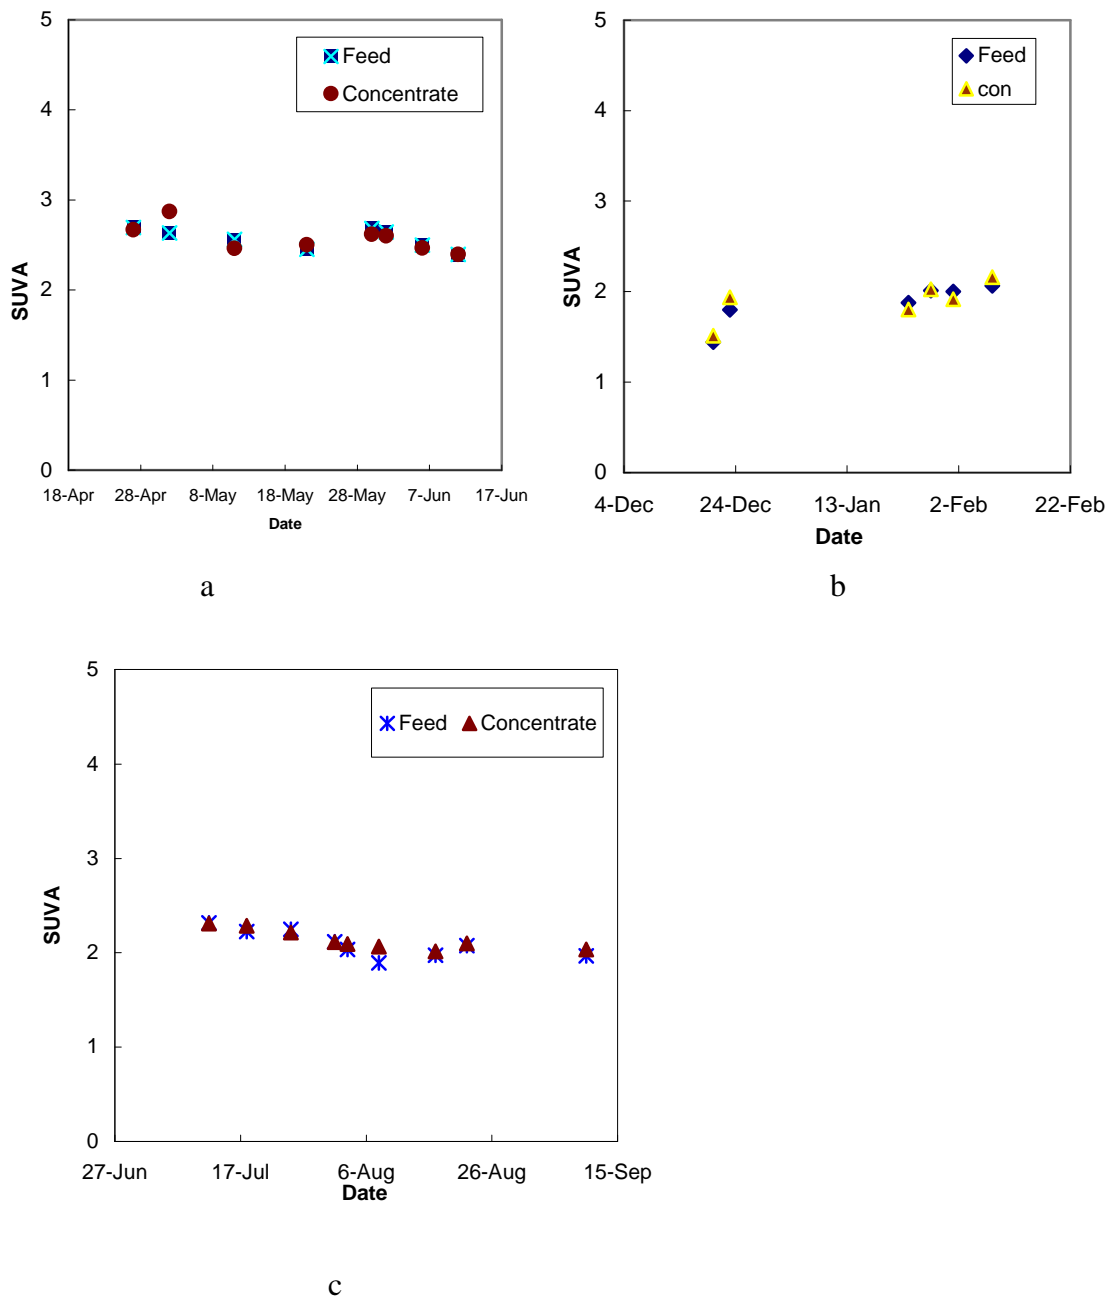 5
4
3
2
1
0
SUVA
Feed
Concentrate
18-Apr 28-Apr 8-May 18-May 28-May 7-Jun 17-Jun
Date
a
5
4
3
2
1
0
SUVA
Feed
con
4-Dec 24-Dec 13-Jan 2-Feb 22-Feb
Date
b
5
4
3
2
1
0
SUVA
Feed Concentrate
27-Jun 17-Jul 6-Aug 26-Aug 15-Sep
Date
c